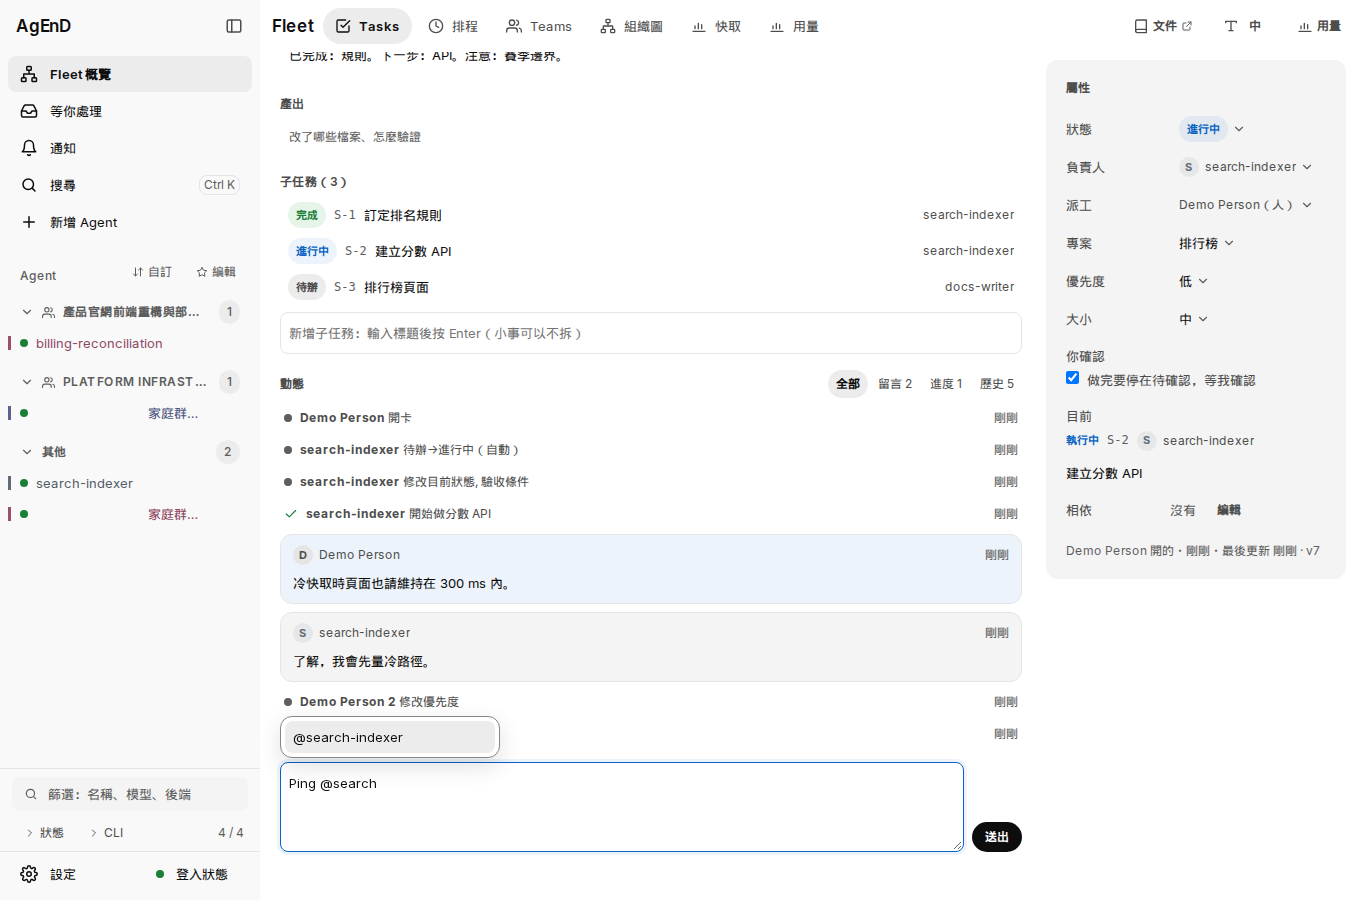 AgEnD
Fleet 概覽
等你處理
通知
搜尋
Ctrl K
新增 Agent
Agent
自訂
編輯
產品官網前端重構與部…
1
billing-reconciliation
PLATFORM INFRAST…
1
家庭群…
其他
2
search-indexer
家庭群…
篩選：名稱、模型、後端
狀態
CLI
4 / 4
設定
登入狀態
Fleet
Tasks
排程
Teams
組織圖
快取
用量
文件
中
用量
已完成：規則。下一步：API。注意：賽季邊界。
產出
改了哪些檔案、怎麼驗證
子任務（3）
完成 S-1 訂定排名規則 search-indexer
進行中 S-2 建立分數 API search-indexer
待辦 S-3 排行榜頁面 docs-writer
新增子任務：輸入標題後按 Enter（小事可以不拆）
動態
全部 留言 2 進度 1 歷史 5
Demo Person 開卡 剛剛
search-indexer 待辦→進行中（自動） 剛剛
search-indexer 修改目前狀態, 驗收條件 剛剛
search-indexer 開始做分數 API 剛剛
D Demo Person 剛剛
冷快取時頁面也請維持在 300 ms 內。
S search-indexer 剛剛
了解，我會先量冷路徑。
Demo Person 2 修改優先度 剛剛
剛剛
@search-indexer
Ping @search
送出
屬性
狀態 進行中
負責人 S search-indexer
派工 Demo Person（人）
專案 排行榜
優先度 低
大小 中
你確認
做完要停在待確認，等我確認
目前
執行中 S-2 S search-indexer
建立分數 API
相依 沒有 編輯
Demo Person 開的・剛剛・最後更新 剛剛 · v7